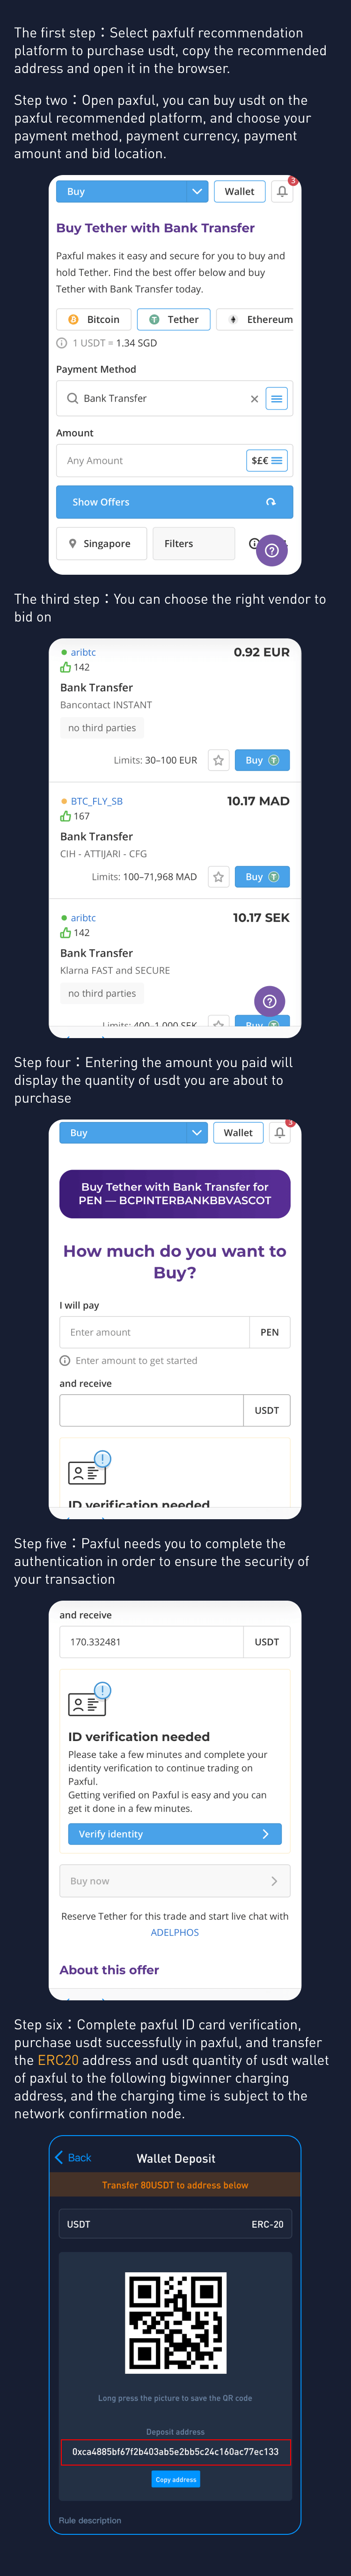 The first step：Select paxfulf recommendation
platform to purchase usdt, copy the recommended
address and open it in the browser.
Step two：Open paxful, you can buy usdt on the
paxful recommended platform, and choose your
payment method, payment currency, payment
amount and bid location.
Buy
Wallet
3
Buy Tether with Bank Transfer
Paxful makes it easy and secure for you to buy and
hold Tether. Find the best offer below and buy
Tether with Bank Transfer today.
Bitcoin
Tether
Ethereum
1 USDT = 1.34 SGD
Payment Method
Bank Transfer
Amount
Any Amount
$£€
Show Offers
Singapore
Filters
The third step：You can choose the right vendor to
bid on
aribtc
0.92 EUR
142
Bank Transfer
Bancontact INSTANT
no third parties
Limits: 30–100 EUR
Buy
BTC_FLY_SB
10.17 MAD
167
Bank Transfer
CIH - ATTIJARI - CFG
Limits: 100–71,968 MAD
Buy
aribtc
10.17 SEK
142
Bank Transfer
Klarna FAST and SECURE
no third parties
Limits: 400–1,000 SEK
Buy
Step four：Entering the amount you paid will
display the quantity of usdt you are about to
purchase
Buy
Wallet
3
Buy Tether with Bank Transfer for
PEN — BCPINTERBANKBBVASCOT
How much do you want to
Buy?
I will pay
Enter amount
PEN
Enter amount to get started
and receive
USDT
ID verification needed
Step five：Paxful needs you to complete the
authentication in order to ensure the security of
your transaction
and receive
170.332481
USDT
ID verification needed
Please take a few minutes and complete your
identity verification to continue trading on
Paxful.
Getting verified on Paxful is easy and you can
get it done in a few minutes.
Verify identity
Buy now
Reserve Tether for this trade and start live chat with
ADELPHOS
About this offer
Step six：Complete paxful ID card verification,
purchase usdt successfully in paxful, and transfer
the ERC20 address and usdt quantity of usdt wallet
of paxful to the following bigwinner charging
address, and the charging time is subject to the
network confirmation node.
Back
Wallet Deposit
Transfer 80USDT to address below
USDT
ERC-20
Long press the picture to save the QR code
Deposit address
0xca4885bf67f2b403ab5e2bb5c24c160ac77ec133
Copy address
Rule description